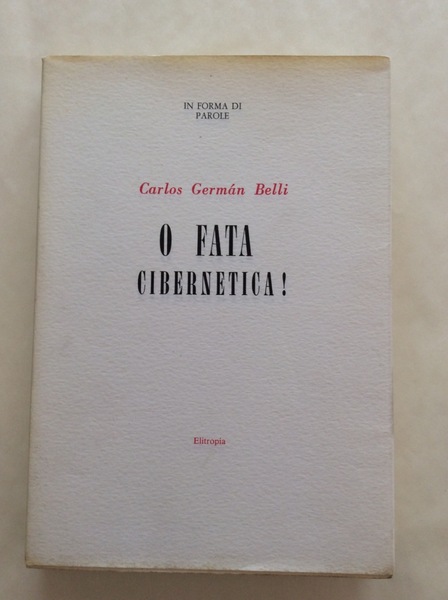 IN FORMA DI
PAROLE
Carlos Germán Belli
O FATA
CIBERNETICA!
Elitropia